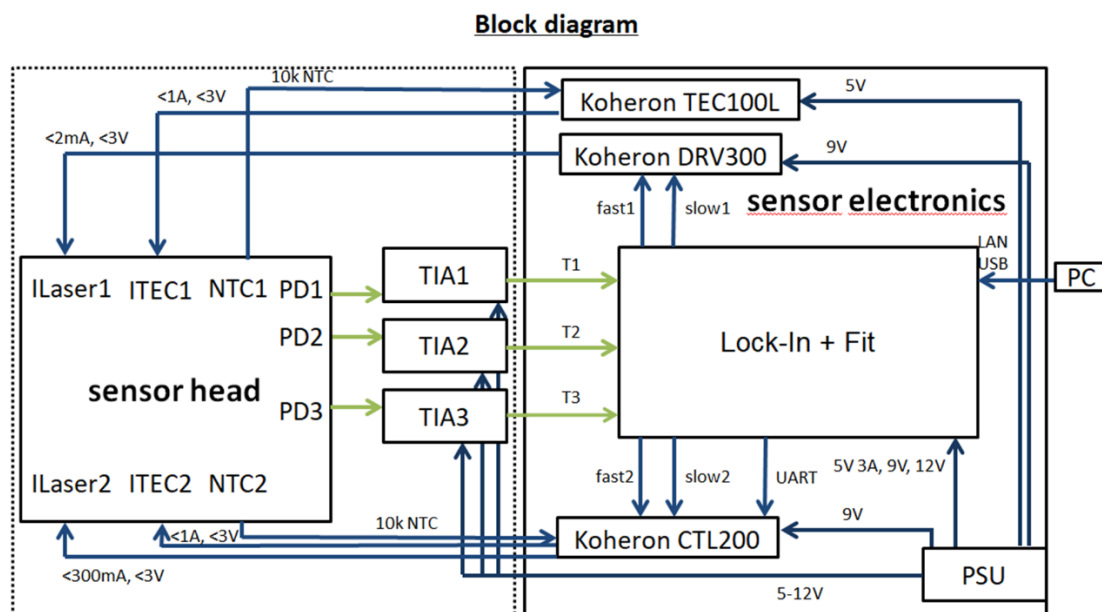 Block diagram
10k NTC
<1A, <3V
Koheron TEC100L
5V
<2mA, <3V
Koheron DRV300
9V
fast1
slow1
sensor electronics
LAN
USB
PC
ILaser1
ITEC1
NTC1
PD1
TIA1
T1
PD2
TIA2
T2
Lock-In + Fit
sensor head
PD3
TIA3
T3
ILaser2
ITEC2
NTC2
fast2
slow2
UART
5V 3A, 9V, 12V
10k NTC
<1A, <3V
Koheron CTL200
9V
<300mA, <3V
5-12V
PSU